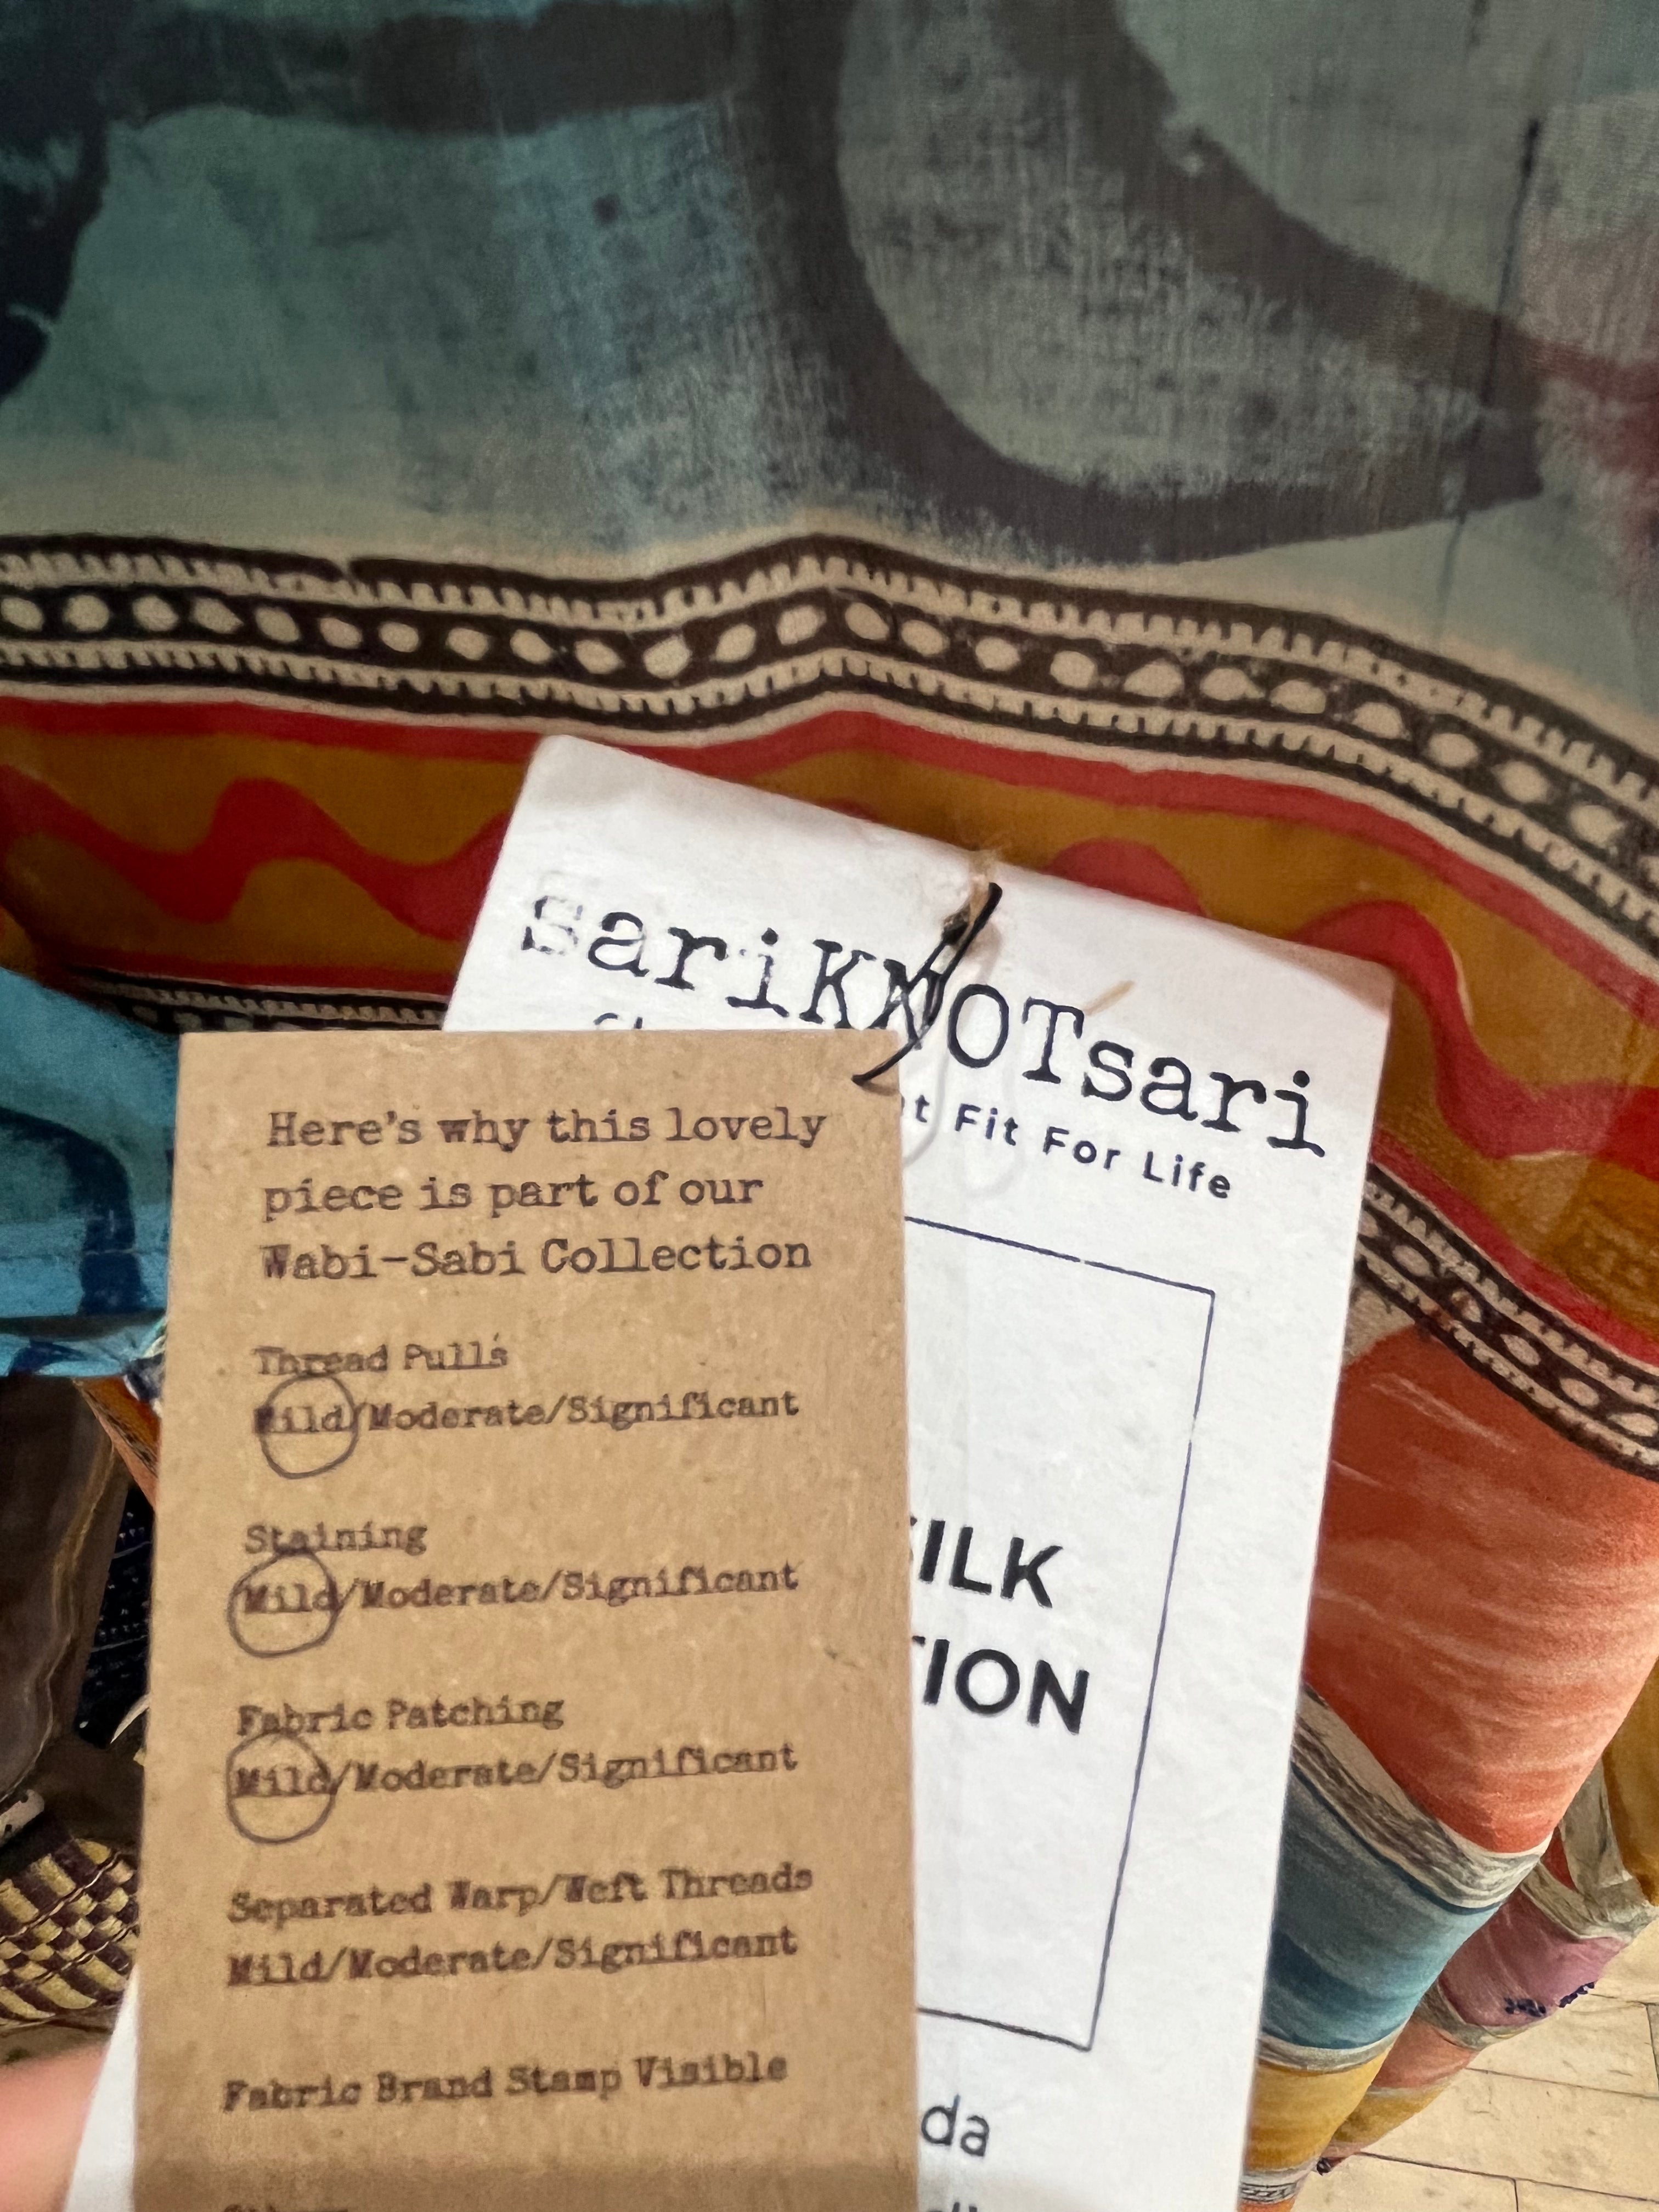 sariKNOTsari
t Fit For Life
Here's why this lovely
piece is part of our
Wabi-Sabi Collection
Thread Pulls
Mild/Moderate/Significant
Staining
Mild/Moderate/Significant
Fabric Patching
Mild/Moderate/Significant
Separated Warp/Weft Threads
Mild/Moderate/Significant
Fabric Brand Stamp Visible
ILK
TION
da